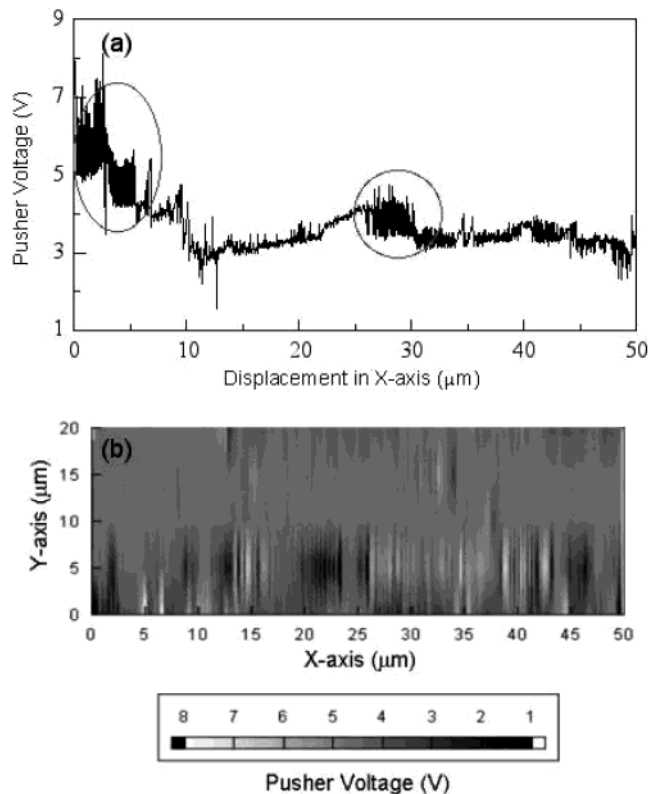 9
(a)
7
5
3
1
Pusher Voltage (V)
0 10 20 30 40 50
Displacement in X-axis (μm)
20
(b)
15
10
5
0
Y-axis (μm)
0 5 10 15 20 25 30 35 40 45 50
X-axis (μm)
8 7 6 5 4 3 2 1
Pusher Voltage (V)